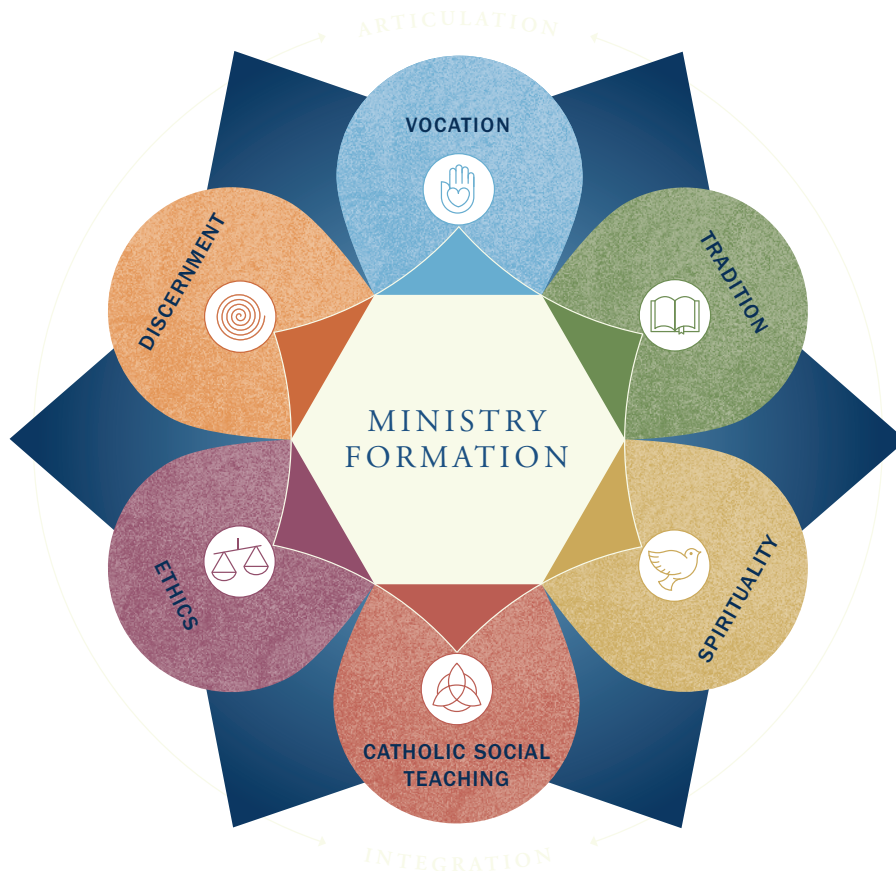 ARTICULATION
VOCATION
DISCERNMENT
TRADITION
MINISTRY
FORMATION
ETHICS
SPIRITUALITY
CATHOLIC SOCIAL
TEACHING
INTEGRATION